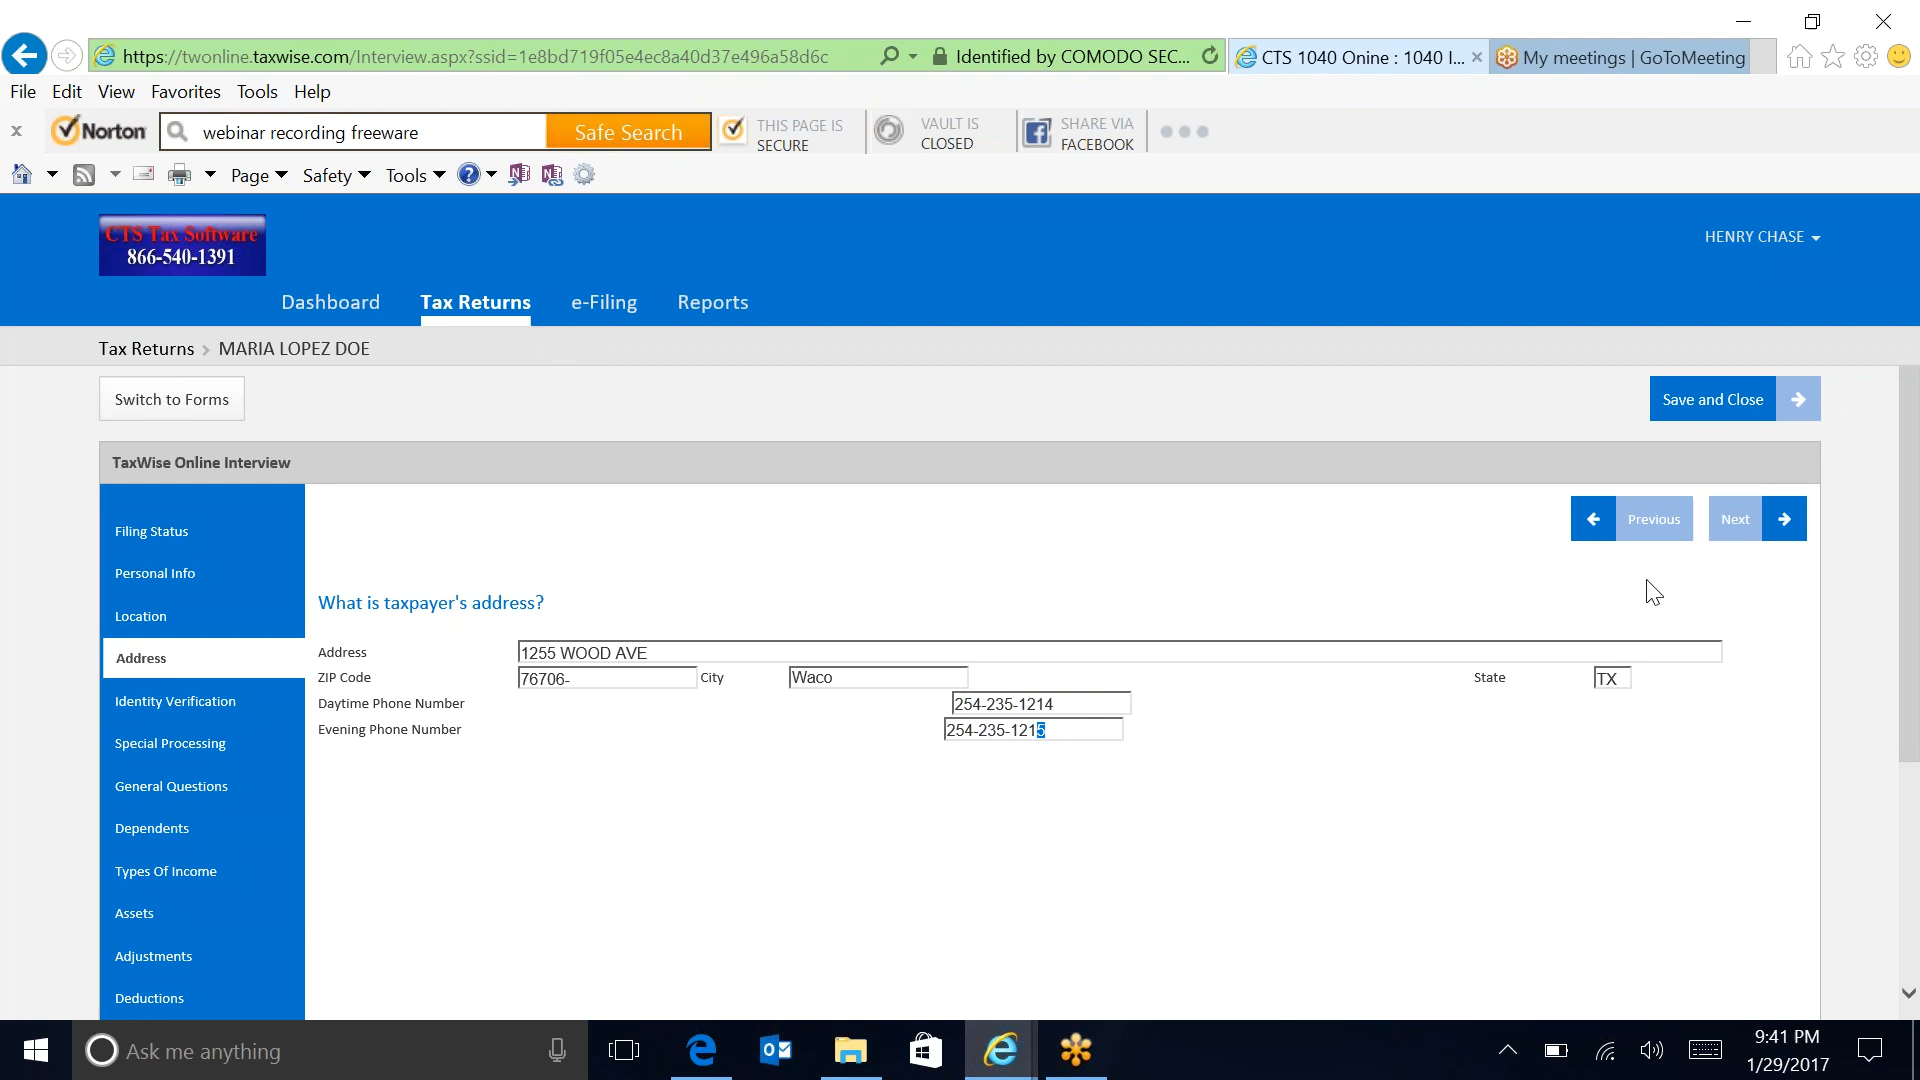 https://twonline.taxwise.com/Interview.aspx?ssid=1e8bd719f05e4ec8a40d37e496a58d6c
Identified by COMODO SEC...
CTS 1040 Onine : 1040 I...
My meetings | GoToMeeting
File Edit View Favorites Tools Help
Norton
webinar recording freeware
Safe Search
THIS PAGE IS
SECURE
VAULT IS
CLOSED
SHARE VIA
FACEBOOK
Page Safety Tools
CTS Tax Software
866-540-1391
HENRY CHASE
Dashboard Tax Returns e-Filing Reports
Tax Returns > MARIA LOPEZ DOE
Switch to Forms
Save and Close
TaxWise Online Interview
Filing Status
Personal Info
Location
Address
Identity Verification
Special Processing
General Questions
Dependents
Types Of Income
Assets
Adjustments
Deductions
Previous
Next
What is taxpayer's address?
Address 1255 WOOD AVE
ZIP Code 76706- City Waco State TX
Daytime Phone Number 254-235-1214
Evening Phone Number 254-235-1215
Ask me anything
9:41 PM
1/29/2017